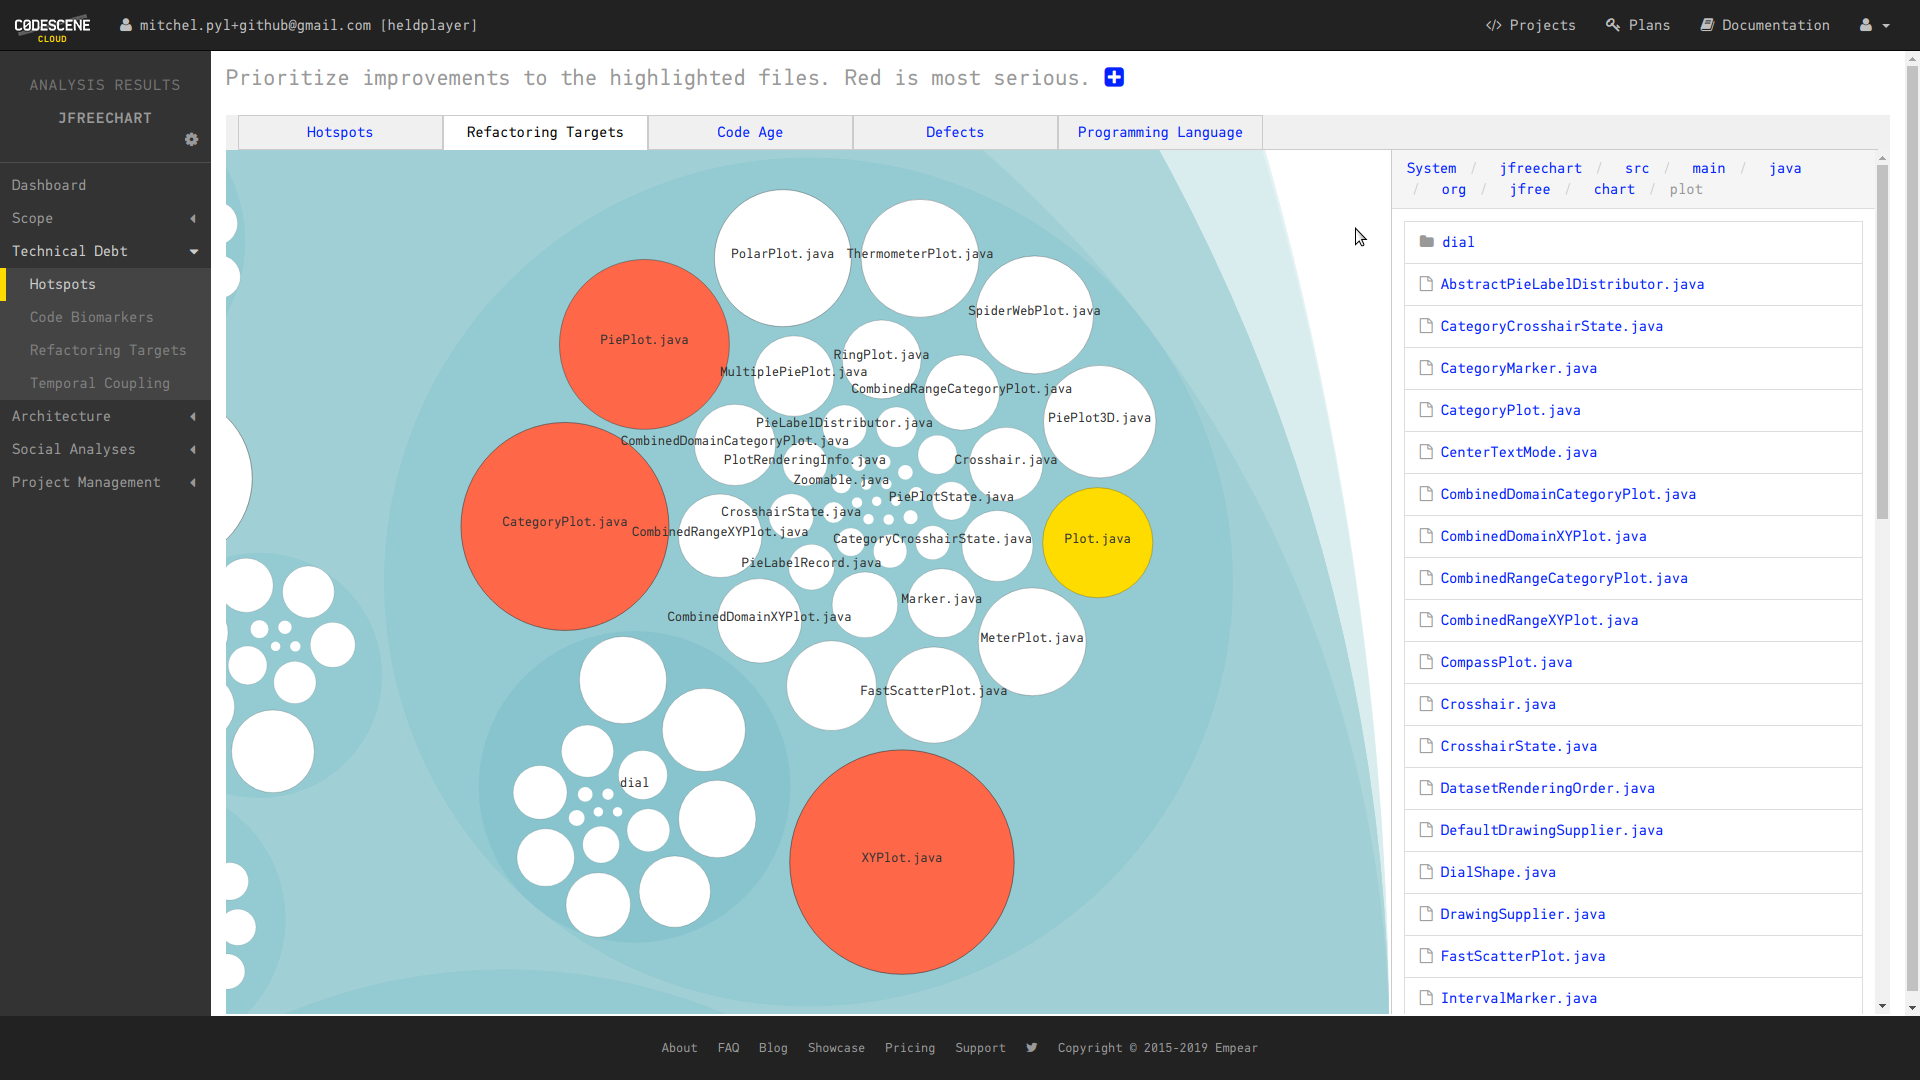 CODESCENE
CLOUD
mitchel.pyl+github@gmail.com [heldplayer]
Projects
Plans
Documentation
ANALYSIS RESULTS
JFREECHART
Dashboard
Scope
Technical Debt
Hotspots
Code Biomarkers
Refactoring Targets
Temporal Coupling
Architecture
Social Analyses
Project Management
Prioritize improvements to the highlighted files. Red is most serious.
Hotspots
Refactoring Targets
Code Age
Defects
Programming Language
PolarPlot.java
ThermometerPlot.java
SpiderWebPlot.java
PiePlot.java
RingPlot.java
MultiplePiePlot.java
CombinedRangeCategoryPlot.java
PiePlot3D.java
PieLabelDistributor.java
CombinedDomainCategoryPlot.java
PlotRenderingInfo.java
Crosshair.java
Zoomable.java
PiePlotState.java
CrosshairState.java
CategoryPlot.java
CombinedRangeXYPlot.java
CategoryCrosshairState.java
Plot.java
PieLabelRecord.java
Marker.java
CombinedDomainXYPlot.java
MeterPlot.java
FastScatterPlot.java
dial
XYPlot.java
System / jfreechart / src / main / java
/ org / jfree / chart / plot
dial
AbstractPieLabelDistributor.java
CategoryCrosshairState.java
CategoryMarker.java
CategoryPlot.java
CenterTextMode.java
CombinedDomainCategoryPlot.java
CombinedDomainXYPlot.java
CombinedRangeCategoryPlot.java
CombinedRangeXYPlot.java
CompassPlot.java
Crosshair.java
CrosshairState.java
DatasetRenderingOrder.java
DefaultDrawingSupplier.java
DialShape.java
DrawingSupplier.java
FastScatterPlot.java
IntervalMarker.java
About FAQ Blog Showcase Pricing Support Copyright © 2015-2019 Empear